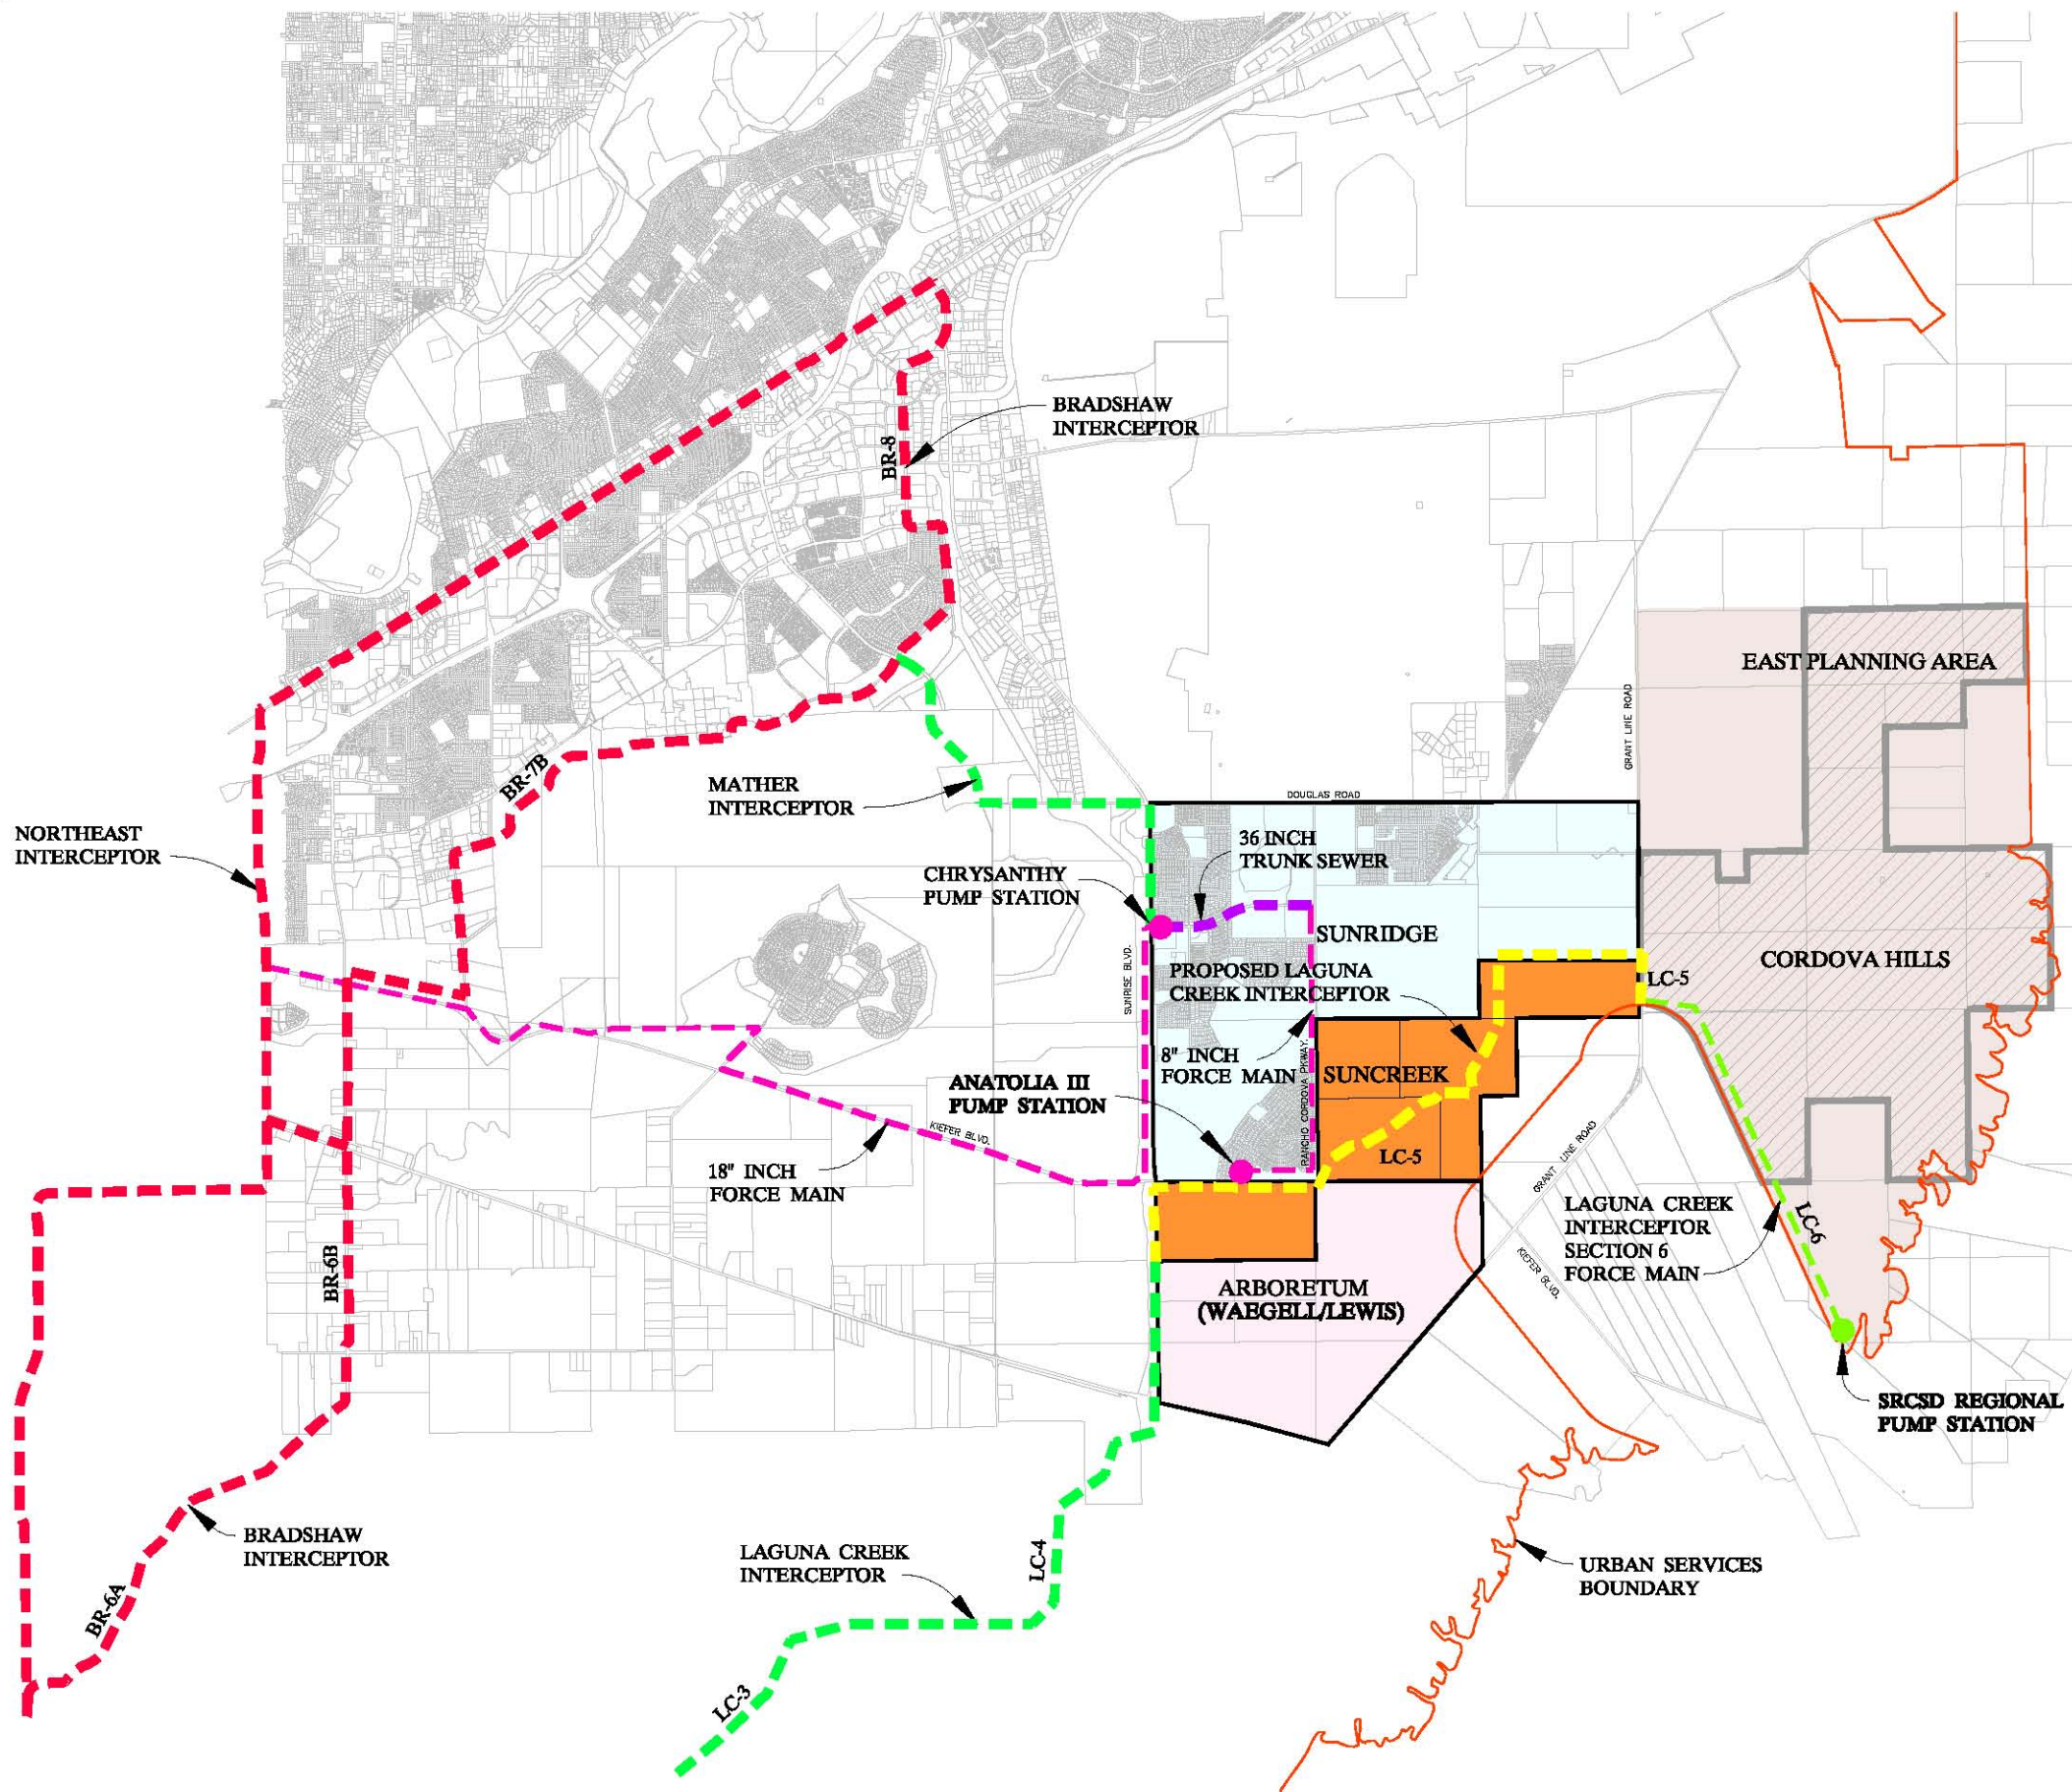 BRADSHAW
INTERCEPTOR
BR-8
EAST PLANNING AREA
GRANT LINE ROAD
BR-7B
MATHER
INTERCEPTOR
DOUGLAS ROAD
NORTHEAST
INTERCEPTOR
36 INCH
TRUNK SEWER
CHRYSANTHY
PUMP STATION
SUNRIDGE
SUNRISE BLVD.
PROPOSED LAGUNA
CREEK INTERCEPTOR
LC-5
CORDOVA HILLS
8" INCH
FORCE MAIN
RANCHO CORDOVA PKWAY.
SUNCREEK
ANATOLIA III
PUMP STATION
KIEFER BLVD.
LC-5
18" INCH
FORCE MAIN
GRANT LINE ROAD
LAGUNA CREEK
INTERCEPTOR
SECTION 6
FORCE MAIN
LC-6
KIEFER BLVD.
BR-6B
ARBORETUM
(WAEGELL/LEWIS)
SRCSD REGIONAL
PUMP STATION
BRADSHAW
INTERCEPTOR
LAGUNA CREEK
INTERCEPTOR
LC-4
URBAN SERVICES
BOUNDARY
BR-6A
LC-3